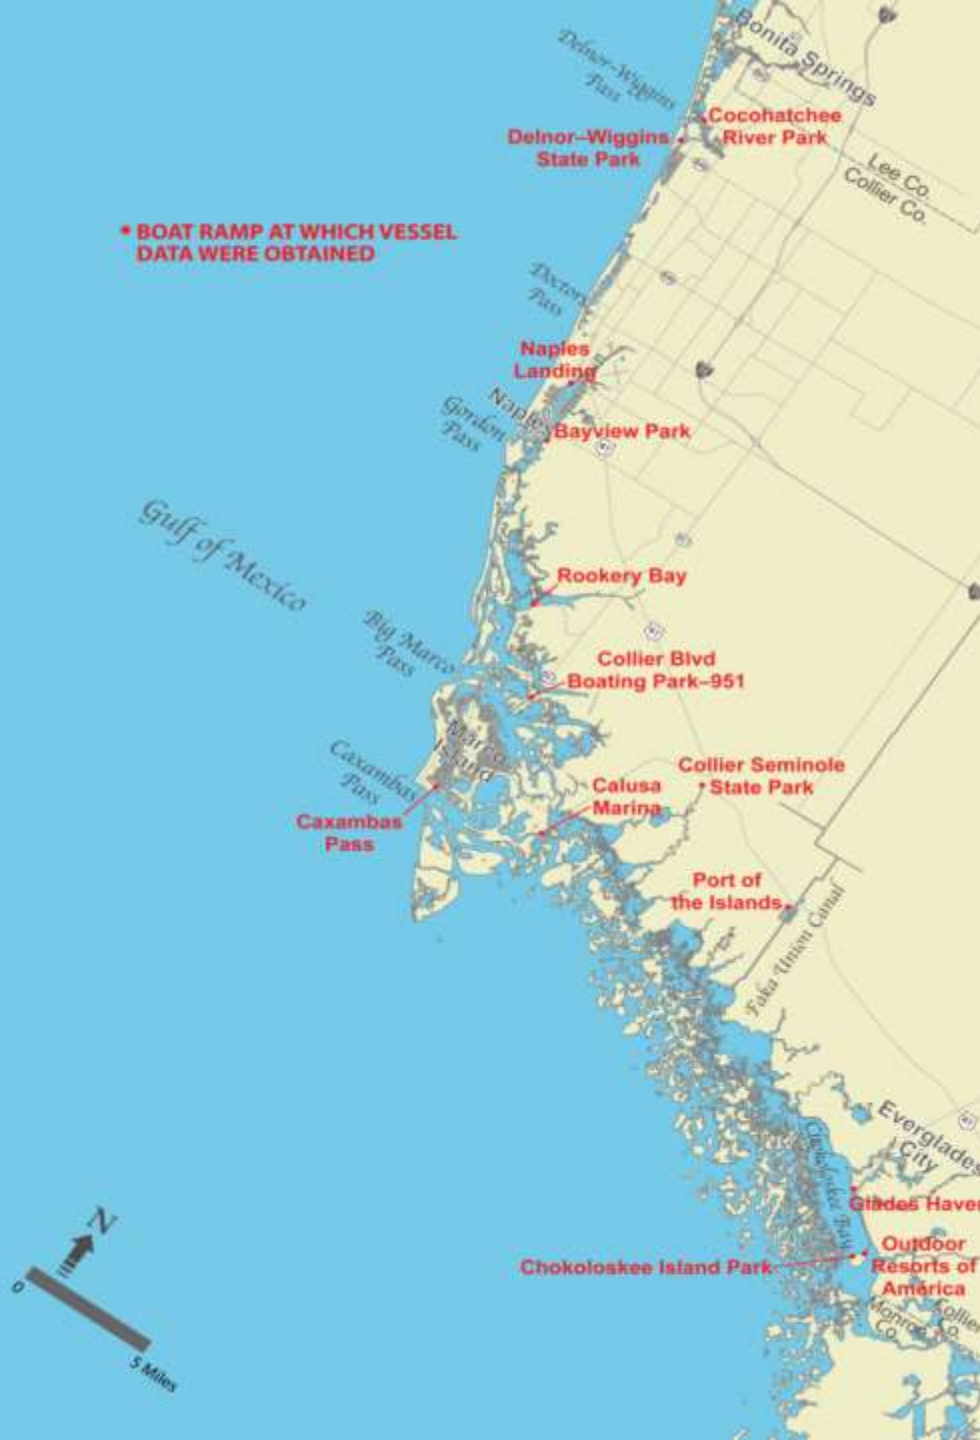 Bonita Springs
Delnor-Wiggins
Pass
Cocohatchee
River Park
Delnor–Wiggins
State Park
Lee Co.
Collier Co.
• BOAT RAMP AT WHICH VESSEL
DATA WERE OBTAINED
Doctors
Pass
Naples
Landing
Naples
Gordon
Pass
Bayview Park
Gulf of Mexico
Rookery Bay
Big Marco
Pass
Collier Blvd
Boating Park–951
Marco
Island
Caxambas
Pass
Collier Seminole
State Park
Calusa
Marina
Caxambas
Pass
Port of
the Islands
Faka Union Canal
Everglades
City
Chokoloskee Bay
Glades Haven
N
0
5 Miles
Chokoloskee Island Park
Outdoor
Resorts of
America
Monroe
Co.
Collier
Co.